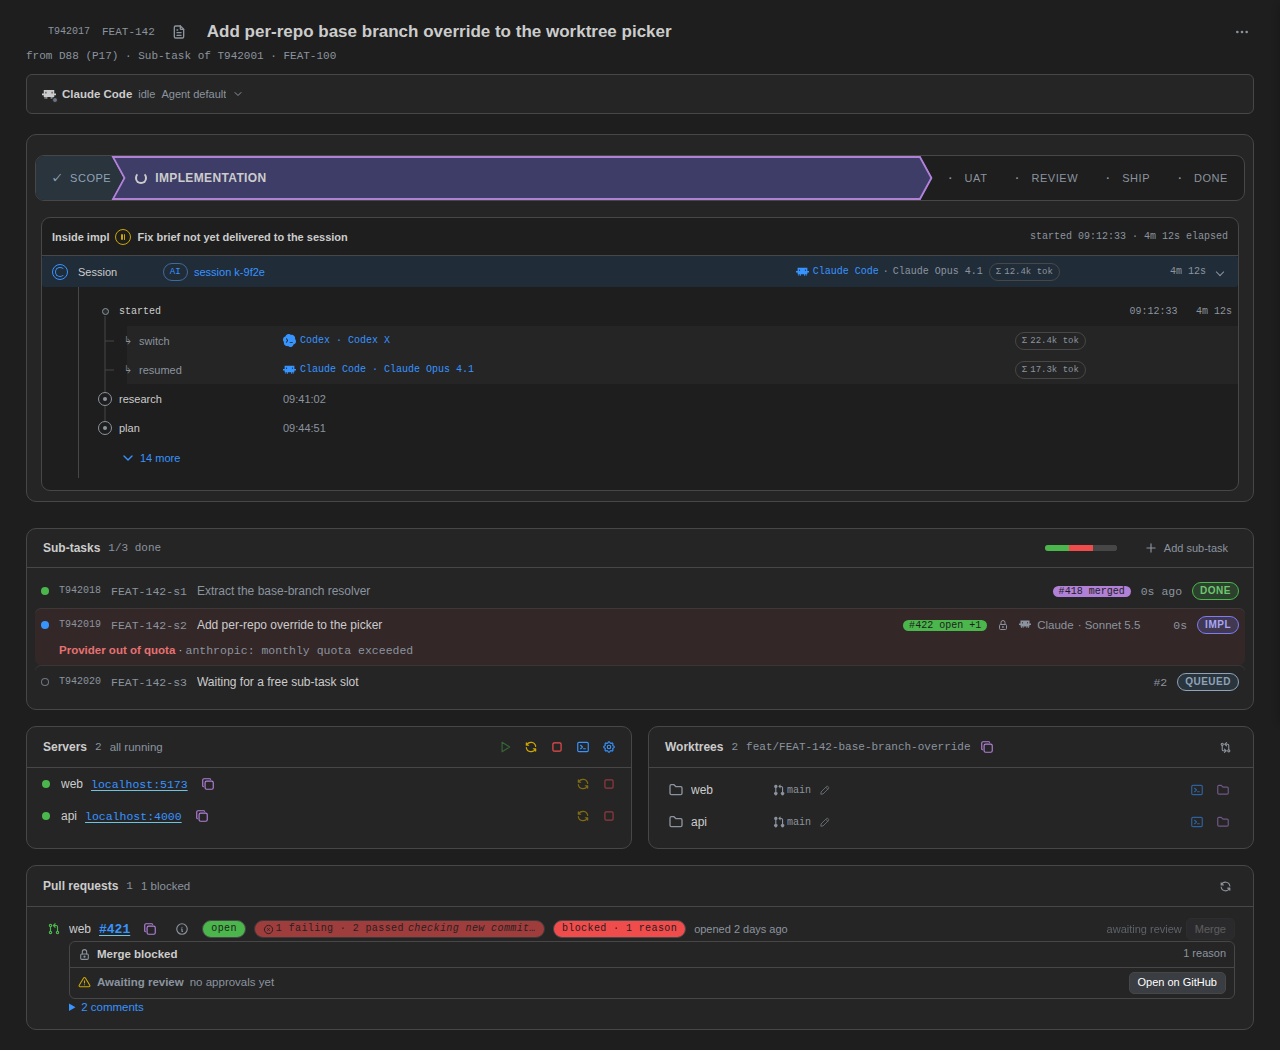 T942017 FEAT-142 Add per-repo base branch override to the worktree picker
from D88 (P17) · Sub-task of T942001 · FEAT-100
Claude Code idle Agent default
SCOPE IMPLEMENTATION · UAT · REVIEW · SHIP · DONE
Inside impl Fix brief not yet delivered to the session started 09:12:33 · 4m 12s elapsed
Session AI session k-9f2e Claude Code · Claude Opus 4.1 Σ 12.4k tok 4m 12s
started 09:12:33 4m 12s
↳ switch Codex · Codex X Σ 22.4k tok
↳ resumed Claude Code · Claude Opus 4.1 Σ 17.3k tok
research 09:41:02
plan 09:44:51
14 more
Sub-tasks 1/3 done Add sub-task
T942018 FEAT-142-s1 Extract the base-branch resolver #418 merged 0s ago DONE
T942019 FEAT-142-s2 Add per-repo override to the picker #422 open +1 Claude · Sonnet 5.5 0s IMPL
Provider out of quota · anthropic: monthly quota exceeded
T942020 FEAT-142-s3 Waiting for a free sub-task slot #2 QUEUED
Servers 2 all running
web localhost:5173
api localhost:4000
Worktrees 2 feat/FEAT-142-base-branch-override
web main
api main
Pull requests 1 1 blocked
web #421 open 1 failing · 2 passed checking new commit… blocked · 1 reason opened 2 days ago awaiting review Merge
Merge blocked 1 reason
Awaiting review no approvals yet Open on GitHub
2 comments